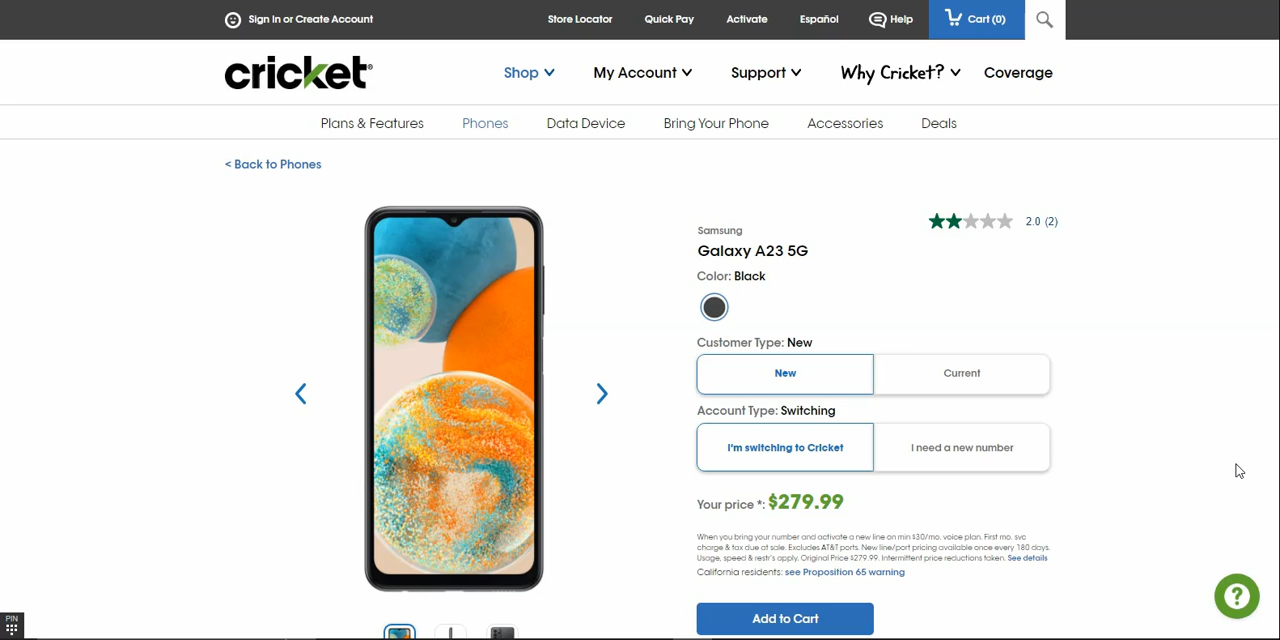 Sign In or Create Account
Store Locator
Quick Pay
Activate
Español
Help
Cart (0)
cricket®
Shop
My Account
Support
Why Cricket?
Coverage
Plans & Features
Phones
Data Device
Bring Your Phone
Accessories
Deals
< Back to Phones
2.0 (2)
Samsung
Galaxy A23 5G
Color: Black
Customer Type: New
New
Current
Account Type: Switching
I'm switching to Cricket
I need a new number
Your price *: $279.99
When you bring your number and activate a new line on min $30/mo. voice plan. First mo. svc
charge & tax due at sale. Excludes AT&T ports. New line/port pricing available once every 180 days.
Usage, speed & restr's apply. Original Price $279.99. Intermittent price reductions taken. See details
California residents: see Proposition 65 warning
Add to Cart
?
PIN